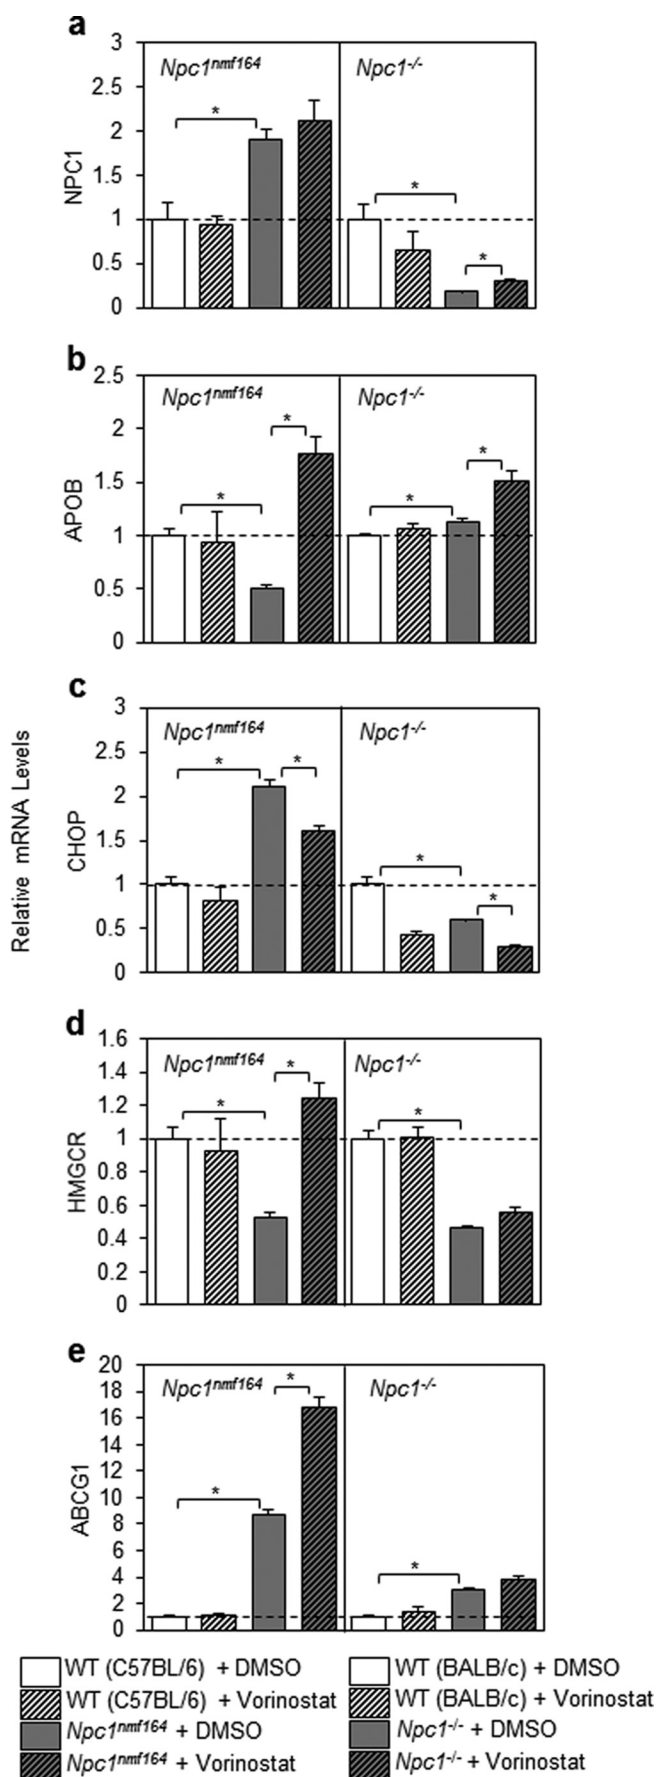 a
3
2.5
2
1.5
1
0.5
0
NPC1
Npc1nmf164
Npc1-/-
*
*
*
b
2.5
2
1.5
1
0.5
0
APOB
Npc1nmf164
Npc1-/-
*
*
*
*
Relative mRNA Levels
c
3
2.5
2
1.5
1
0.5
0
CHOP
Npc1nmf164
Npc1-/-
*
*
*
*
d
1.6
1.4
1.2
1
0.8
0.6
0.4
0.2
0
HMGCR
Npc1nmf164
Npc1-/-
*
*
*
e
20
18
16
14
12
10
8
6
4
2
0
ABCG1
Npc1nmf164
Npc1-/-
*
*
*
WT (C57BL/6) + DMSO
WT (C57BL/6) + Vorinostat
Npc1nmf164 + DMSO
Npc1nmf164 + Vorinostat
WT (BALB/c) + DMSO
WT (BALB/c) + Vorinostat
Npc1-/- + DMSO
Npc1-/- + Vorinostat